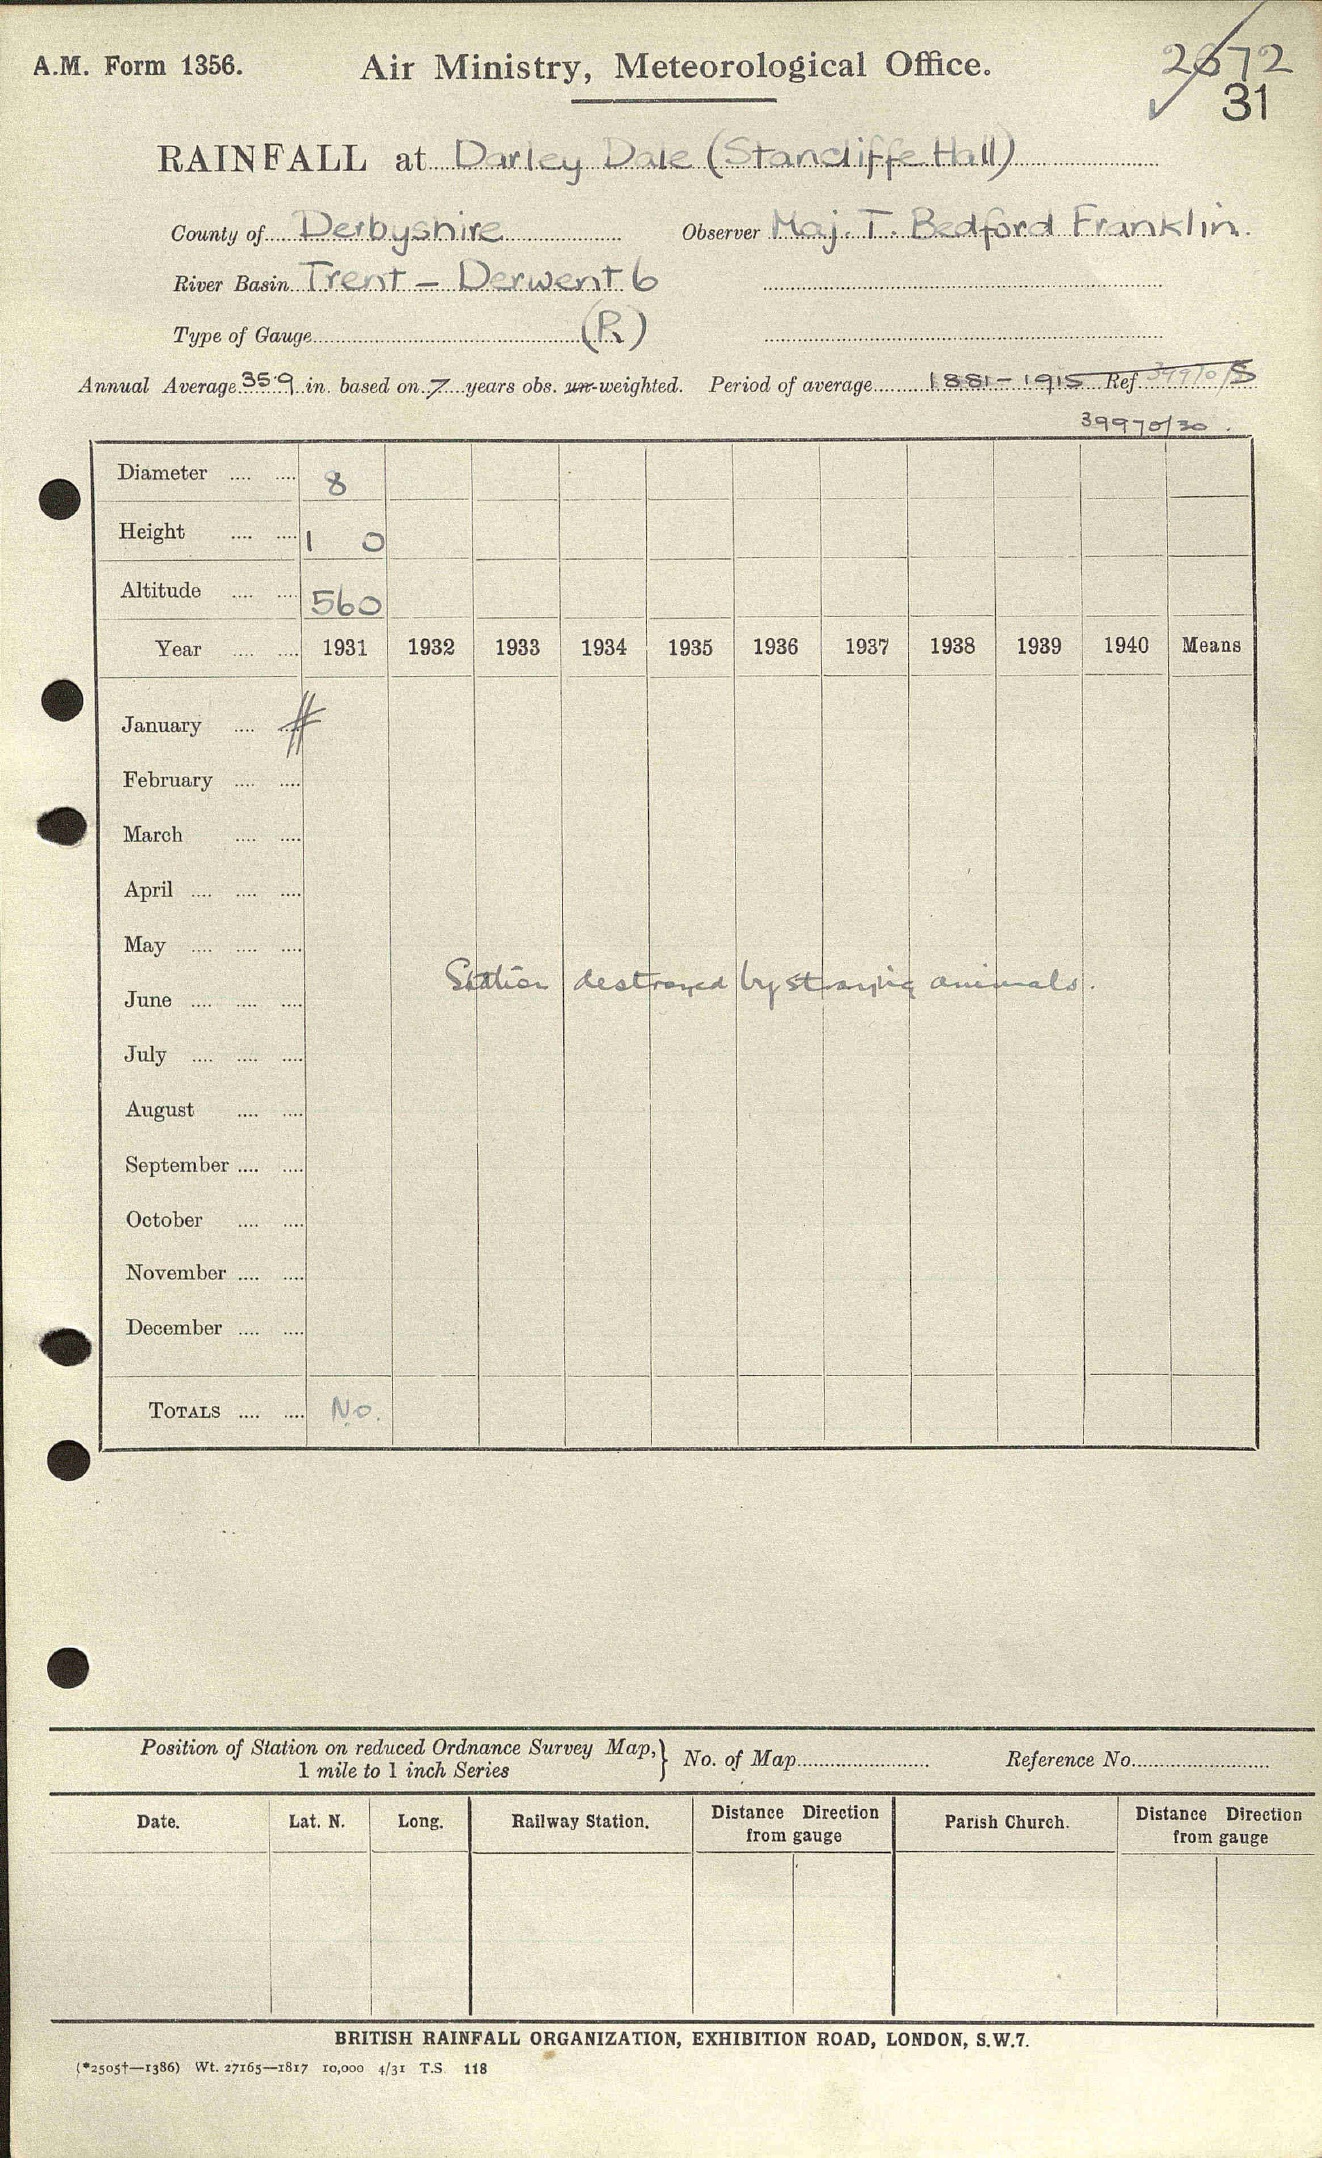 A.M. Form 1356. Air Ministry, Meteorological Office. 2672
31
RAINFALL at Darley Dale (Stancliffe Hall)
County of Derbyshire Observer Maj. T. Bedford Franklin.
River Basin Trent - Derwent 6
Type of Gauge (R)
Annual Average 35.9 in. based on 7 years obs. un-weighted. Period of average 1881-1915 Ref
39970/30.
Diameter .... .... 8
Height .... .... 1 0
Altitude .... .... 560
Year .... .... 1931 1932 1933 1934 1935 1936 1937 1938 1939 1940 Means
January .... ....
February .... ....
March .... ....
April .... .... ....
May .... .... ....
Station destroyed by straying animals.
June .... .... ....
July .... .... ....
August .... ....
September .... ....
October .... ....
November .... ....
December .... ....
TOTALS .... .... No.
Position of Station on reduced Ordnance Survey Map,} No. of Map Reference No.
1 mile to 1 inch Series
Date. Lat. N. Long. Railway Station. Distance Direction Parish Church. Distance Direction
from gauge from gauge
BRITISH RAINFALL ORGANIZATION, EXHIBITION ROAD, LONDON, S.W.7.
(*2505†—1386) Wt. 27165—1817 10,000 4/31 T.S. 118